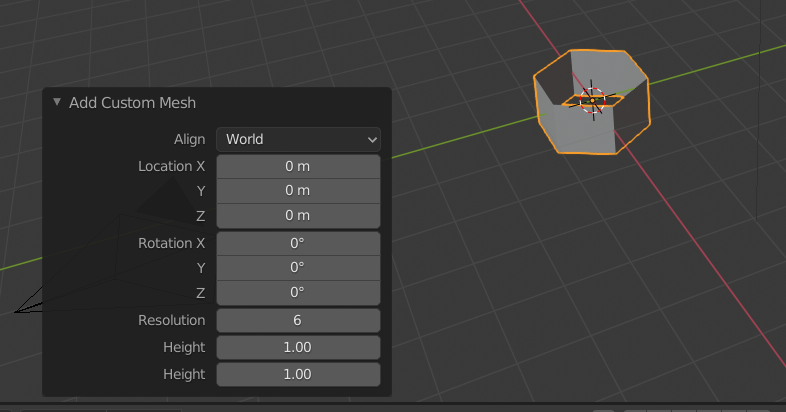 Add Custom Mesh
Align World
Location X 0 m
Y 0 m
Z 0 m
Rotation X 0°
Y 0°
Z 0°
Resolution 6
Height 1.00
Height 1.00